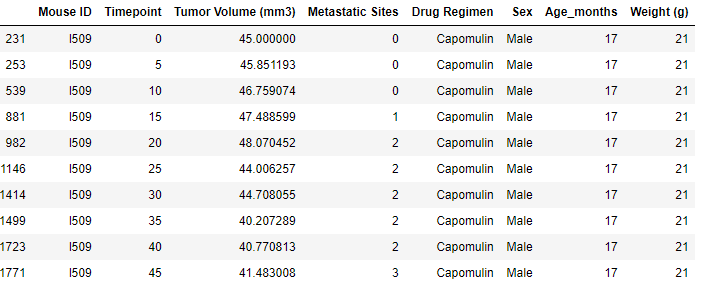 Mouse ID Timepoint Tumor Volume (mm3) Metastatic Sites Drug Regimen Sex Age_months Weight (g)
231 l509 0 45.000000 0 Capomulin Male 17 21
253 l509 5 45.851193 0 Capomulin Male 17 21
539 l509 10 46.759074 0 Capomulin Male 17 21
881 l509 15 47.488599 1 Capomulin Male 17 21
982 l509 20 48.070452 2 Capomulin Male 17 21
1146 l509 25 44.006257 2 Capomulin Male 17 21
1414 l509 30 44.708055 2 Capomulin Male 17 21
1499 l509 35 40.207289 2 Capomulin Male 17 21
1723 l509 40 40.770813 2 Capomulin Male 17 21
1771 l509 45 41.483008 3 Capomulin Male 17 21